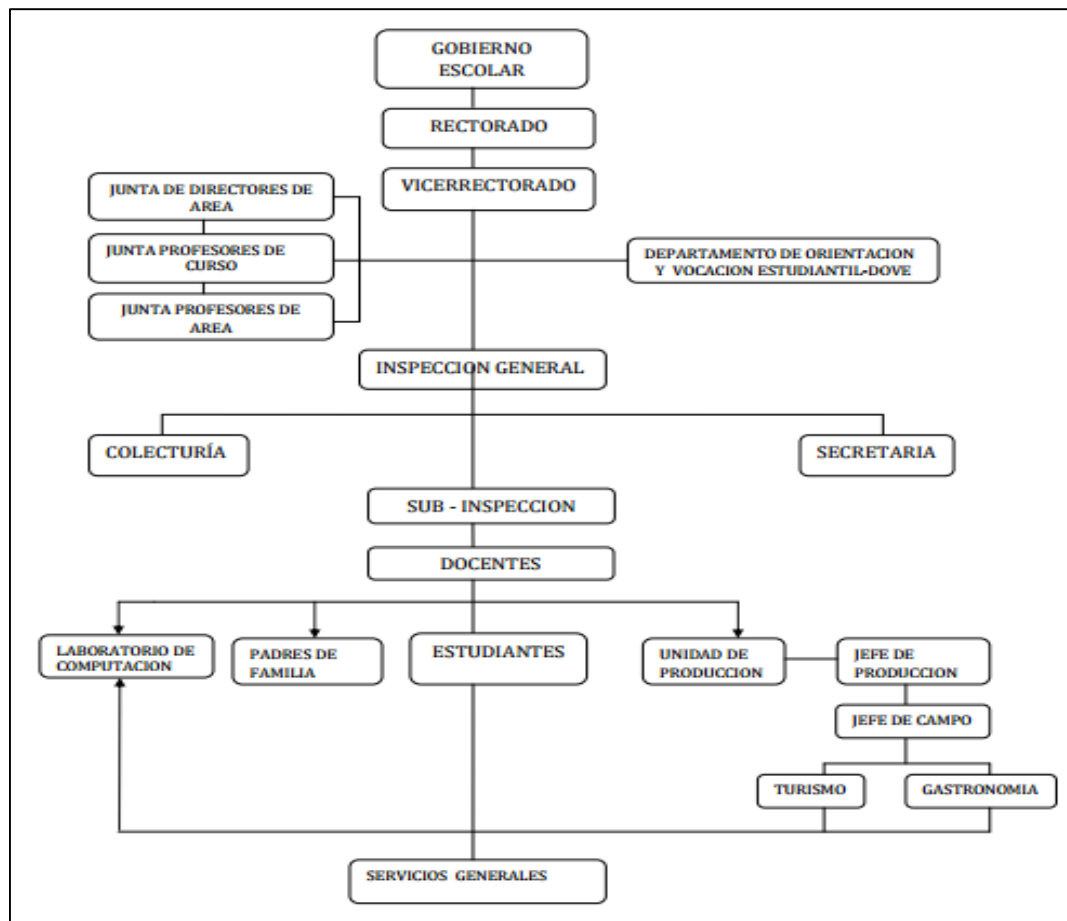 GOBIERNO
ESCOLAR
RECTORADO
VICERRECTORADO
JUNTA DE DIRECTORES DE
AREA
JUNTA PROFESORES DE
CURSO
JUNTA PROFESORES DE
AREA
DEPARTAMENTO DE ORIENTACION
Y VOCACION ESTUDIANTIL-DOVE
INSPECCION GENERAL
COLECTURÍA
SECRETARIA
SUB - INSPECCION
DOCENTES
LABORATORIO DE
COMPUTACION
PADRES DE
FAMILIA
ESTUDIANTES
UNIDAD DE
PRODUCCION
JEFE DE
PRODUCCION
JEFE DE CAMPO
TURISMO
GASTRONOMIA
SERVICIOS GENERALES